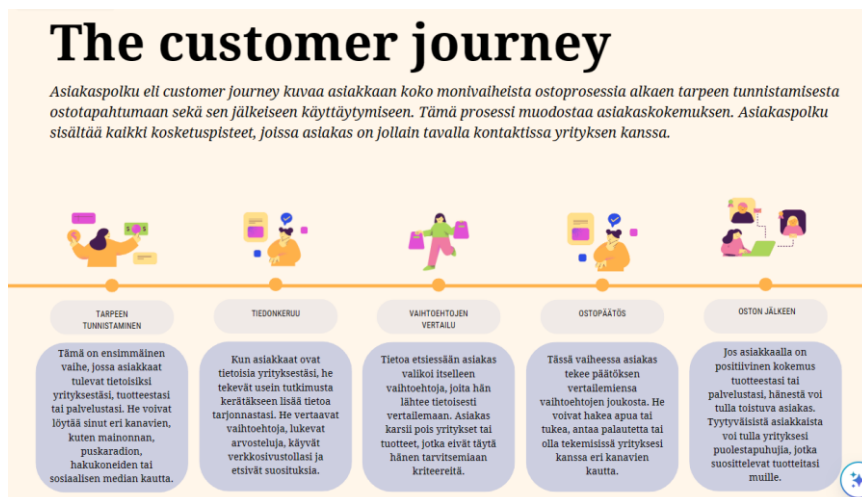 The customer journey
Asiakaspolku eli customer journey kuvaa asiakkaan koko monivaiheista ostoprosessia alkaen tarpeen tunnistamisesta
ostotapahtumaan sekä sen jälkeiseen käyttäytymiseen. Tämä prosessi muodostaa asiakaskokemuksen. Asiakaspolku
sisältää kaikki kosketuspisteet, joissa asiakas on jollain tavalla kontaktissa yrityksen kanssa.
TARPEEN
TUNNISTAMINEN
Tämä on ensimmäinen
vaihe, jossa asiakkaat
tulevat tietoisiksi
yrityksestäsi, tuotteestasi
tai palvelustasi. He voivat
löytää sinut eri kanavien,
kuten mainonnan,
puskaradion,
hakukoneiden tai
sosiaalisen median kautta.
TIEDONKERUU
Kun asiakkaat ovat
tietoisia yrityksestäsi, he
tekevät usein tutkimusta
kerätäkseen lisää tietoa
tarjonnastasi. He vertaavat
vaihtoehtoja, lukevat
arvosteluja, käyvät
verkkosivustollasi ja
etsivät suosituksia.
VAIHTOEHTOJEN
VERTAILU
Tietoa etsiessään asiakas
valikoi itselleen
vaihtoehtoja, joita hän
lähtee tietoisesti
vertailemaan. Asiakas
karsii pois yritykset tai
tuotteet, jotka eivät täytä
hänen tarvitsemiaan
kriteereitä.
OSTOPÄÄTÖS
Tässä vaiheessa asiakas
tekee päätöksen
vertailemiensa
vaihtoehtojen joukosta. He
voivat hakea apua tai
tukea, antaa palautetta tai
olla tekemisissä yrityksesi
kanssa eri kanavien
kautta.
OSTON JÄLKEEN
Jos asiakkaalla on
positiivinen kokemus
tuotteestasi tai
palvelustasi, hänestä voi
tulla toistuva asiakas.
Tyytyväisistä asiakkaista
voi tulla yrityksesi
puolestapuhujia, jotka
suosittelevat tuotteitasi
muille.